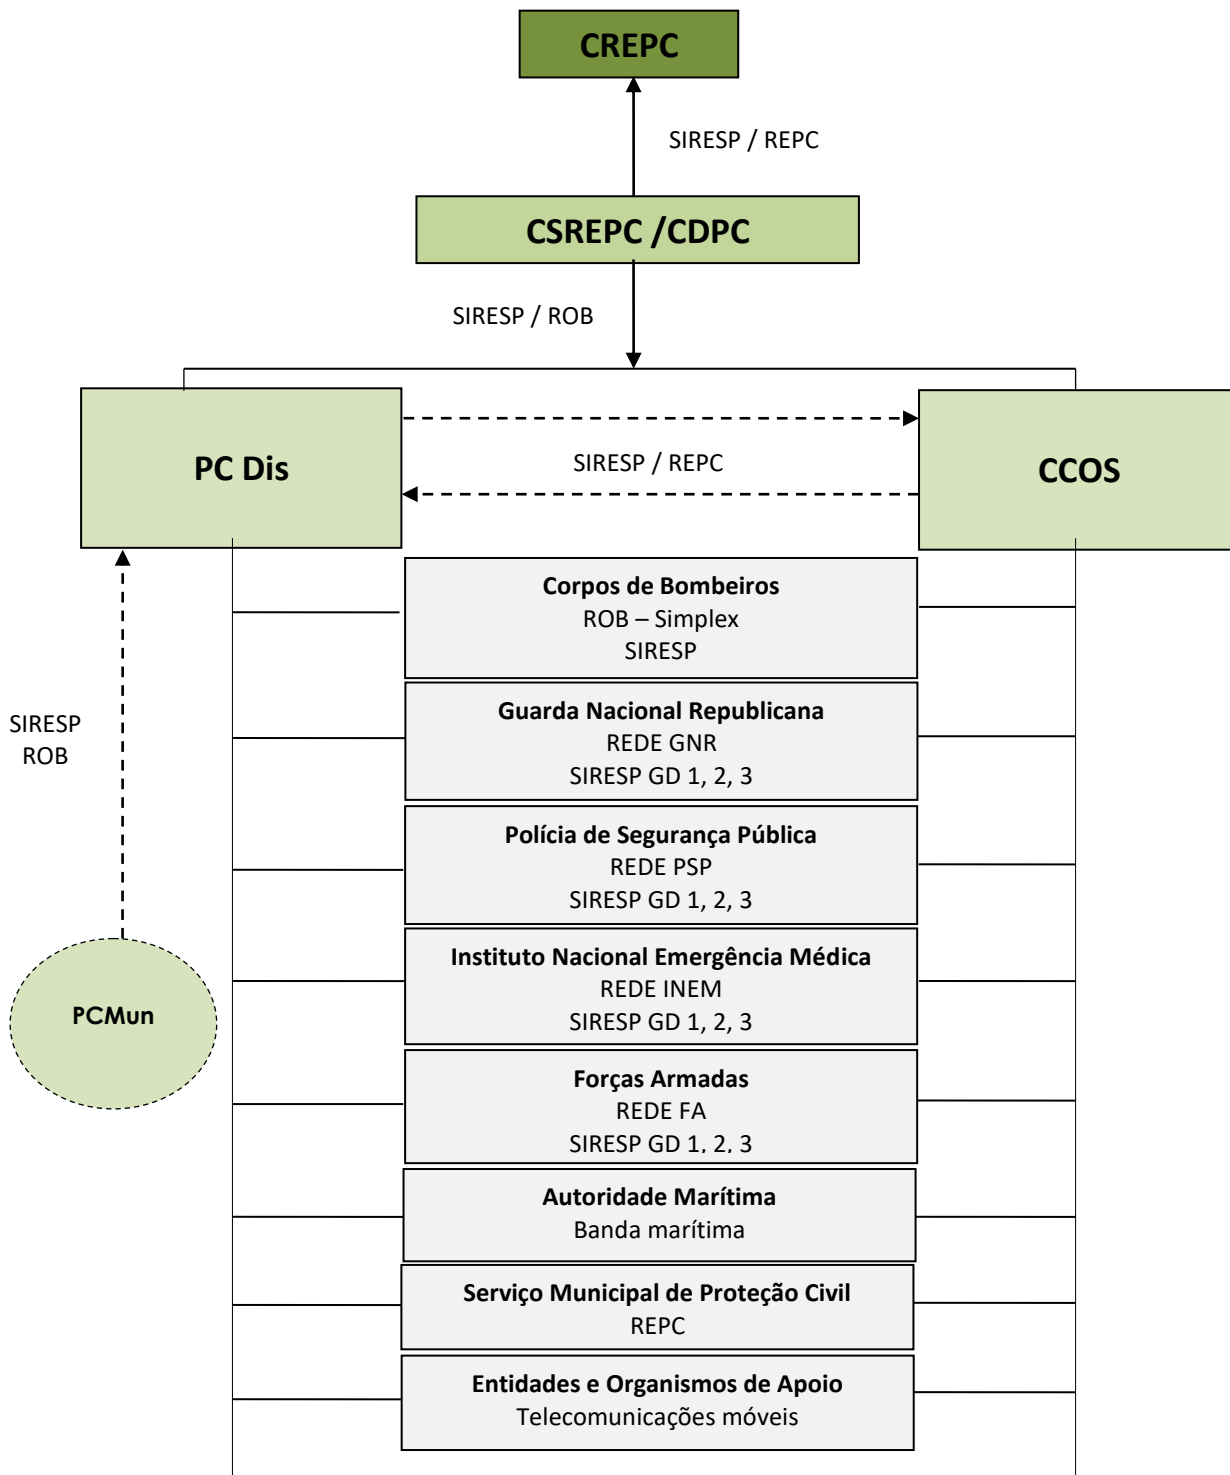 CREPC
SIRESP / REPC
CSREPC /CDPC
SIRESP / ROB
PC Dis
SIRESP / REPC
CCOS
Corpos de Bombeiros
ROB – Simplex
SIRESP
Guarda Nacional Republicana
REDE GNR
SIRESP GD 1, 2, 3
SIRESP
ROB
Polícia de Segurança Pública
REDE PSP
SIRESP GD 1, 2, 3
Instituto Nacional Emergência Médica
REDE INEM
SIRESP GD 1, 2, 3
PCMun
Forças Armadas
REDE FA
SIRESP GD 1, 2, 3
Autoridade Marítima
Banda marítima
Serviço Municipal de Proteção Civil
REPC
Entidades e Organismos de Apoio
Telecomunicações móveis